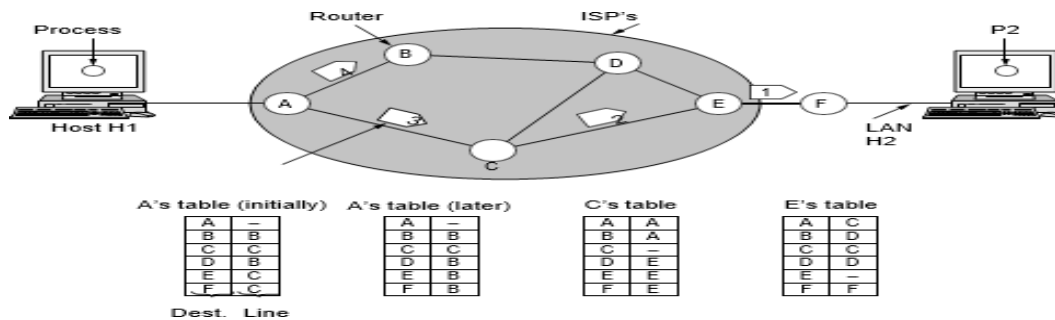 Router
ISP's
Process
P2
B
D
4
A
1
E
F
3
2
Host H1
LAN
H2
C
A's table (initially)
A's table (later)
C's table
E's table
A –
B B
C C
D B
E C
F C
A –
B B
C C
D B
E B
F B
A A
B A
C –
D E
E E
F E
A C
B D
C C
D D
E –
F F
Dest. Line